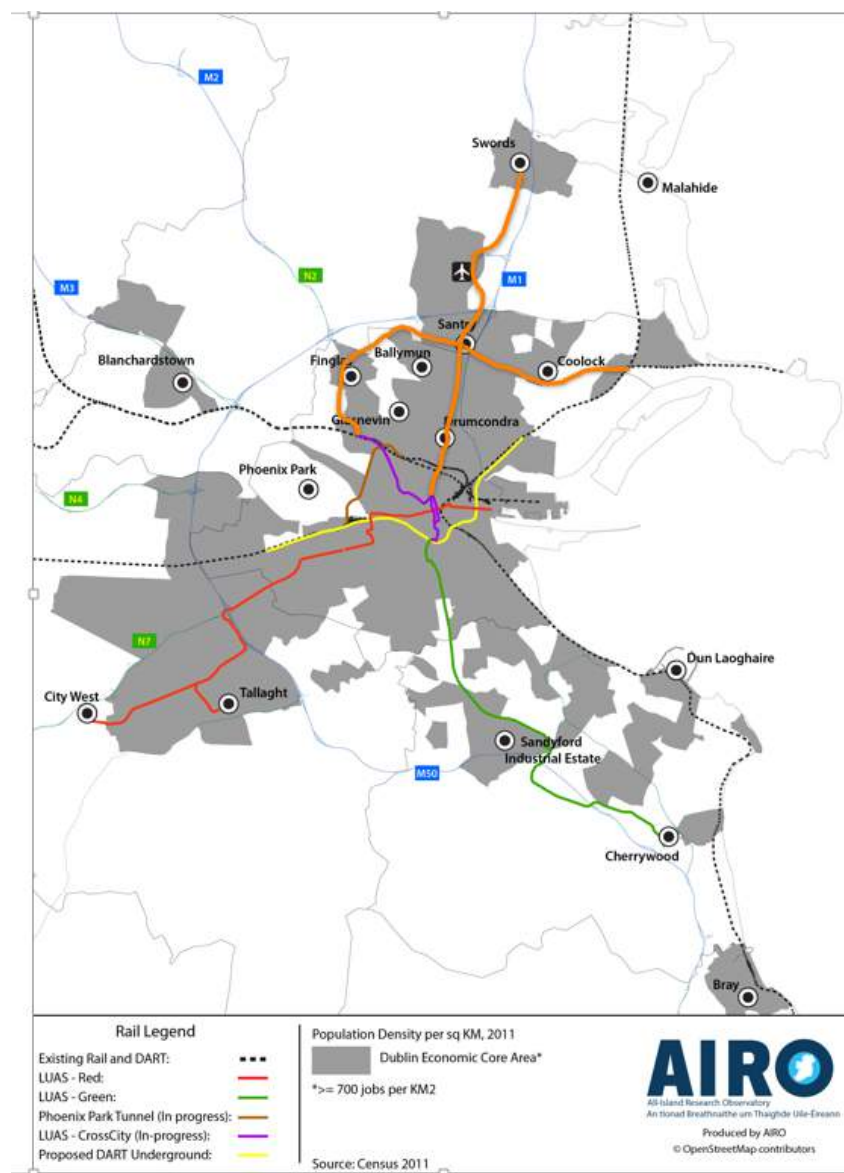 M2
Swords
Malahide
N2
M1
M3
Santry
Blanchardstown
Finglas
Ballymun
Coolock
Glasnevin
Drumcondra
Phoenix Park
N4
N7
Dun Laoghaire
City West
Tallaght
Sandyford
Industrial Estate
M50
Cherrywood
Bray
Rail Legend
Existing Rail and DART:
LUAS - Red:
LUAS - Green:
Phoenix Park Tunnel (In progress):
LUAS - CrossCity (In-progress):
Proposed DART Underground:
Population Density per sq KM, 2011
Dublin Economic Core Area*
*>= 700 jobs per KM2
Source: Census 2011
AIRO
All-Island Research Observatory
An tIonad Breathnaithe um Thaighde Uile-Éireann
Produced by AIRO
© OpenStreetMap contributors